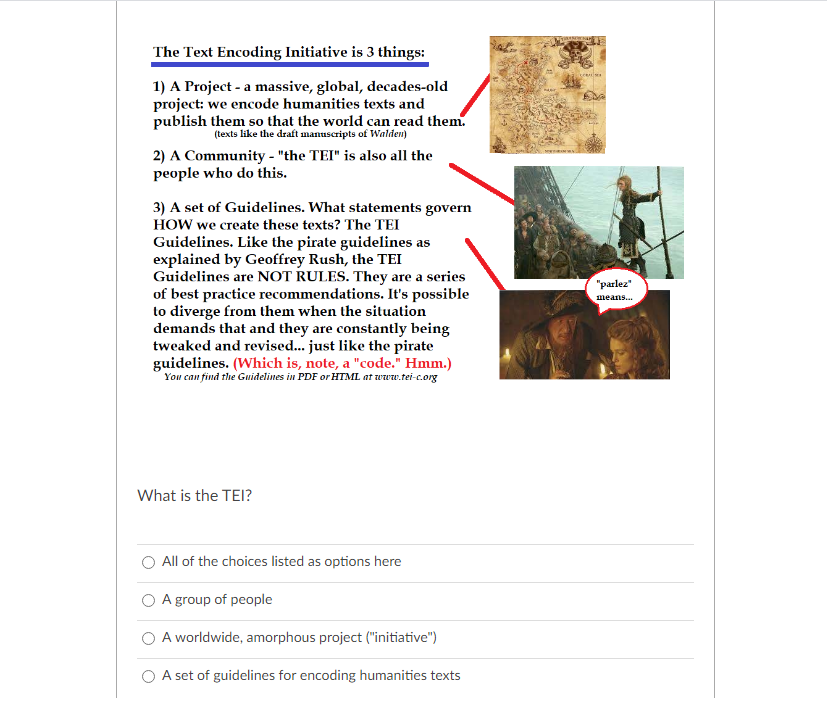 The Text Encoding Initiative is 3 things:
1) A Project - a massive, global, decades-old
project: we encode humanities texts and
publish them so that the world can read them.
(texts like the draft manuscripts of Walden)
2) A Community - "the TEI" is also all the
people who do this.
3) A set of Guidelines. What statements govern
HOW we create these texts? The TEI
Guidelines. Like the pirate guidelines as
explained by Geoffrey Rush, the TEI
Guidelines are NOT RULES. They are a series
of best practice recommendations. It's possible
to diverge from them when the situation
demands that and they are constantly being
tweaked and revised... just like the pirate
guidelines. (Which is, note, a "code." Hmm.)
You can find the Guidelines in PDF or HTML at www.tei-c.org
"parlez"
means...
What is the TEI?
All of the choices listed as options here
A group of people
A worldwide, amorphous project ("initiative")
A set of guidelines for encoding humanities texts